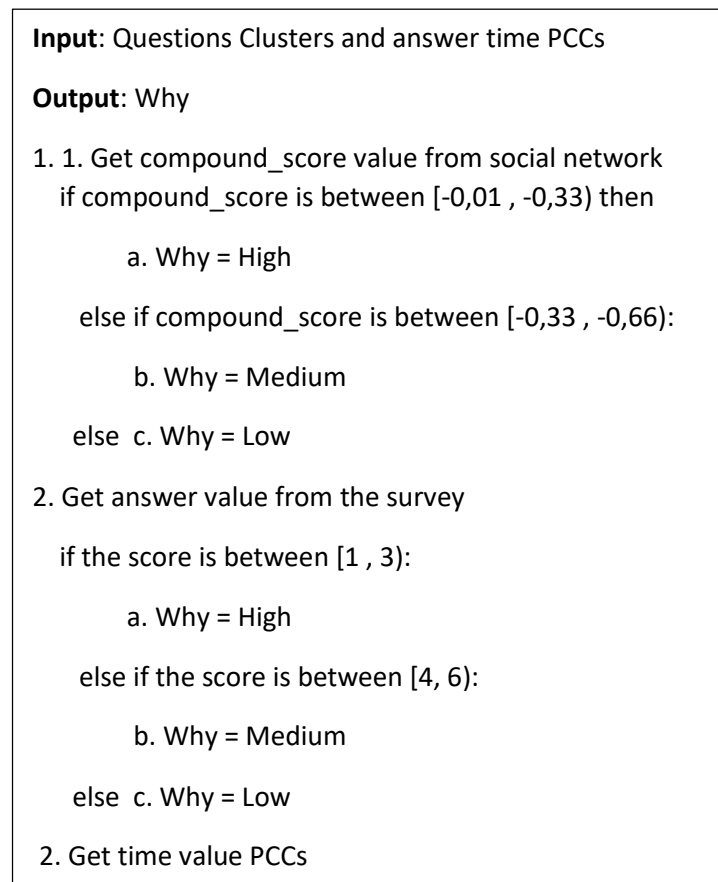 Input: Questions Clusters and answer time PCCs
Output: Why
1. 1. Get compound_score value from social network
if compound_score is between [-0,01 , -0,33) then
a. Why = High
else if compound_score is between [-0,33 , -0,66):
b. Why = Medium
else c. Why = Low
2. Get answer value from the survey
if the score is between [1 , 3):
a. Why = High
else if the score is between [4, 6):
b. Why = Medium
else c. Why = Low
2. Get time value PCCs